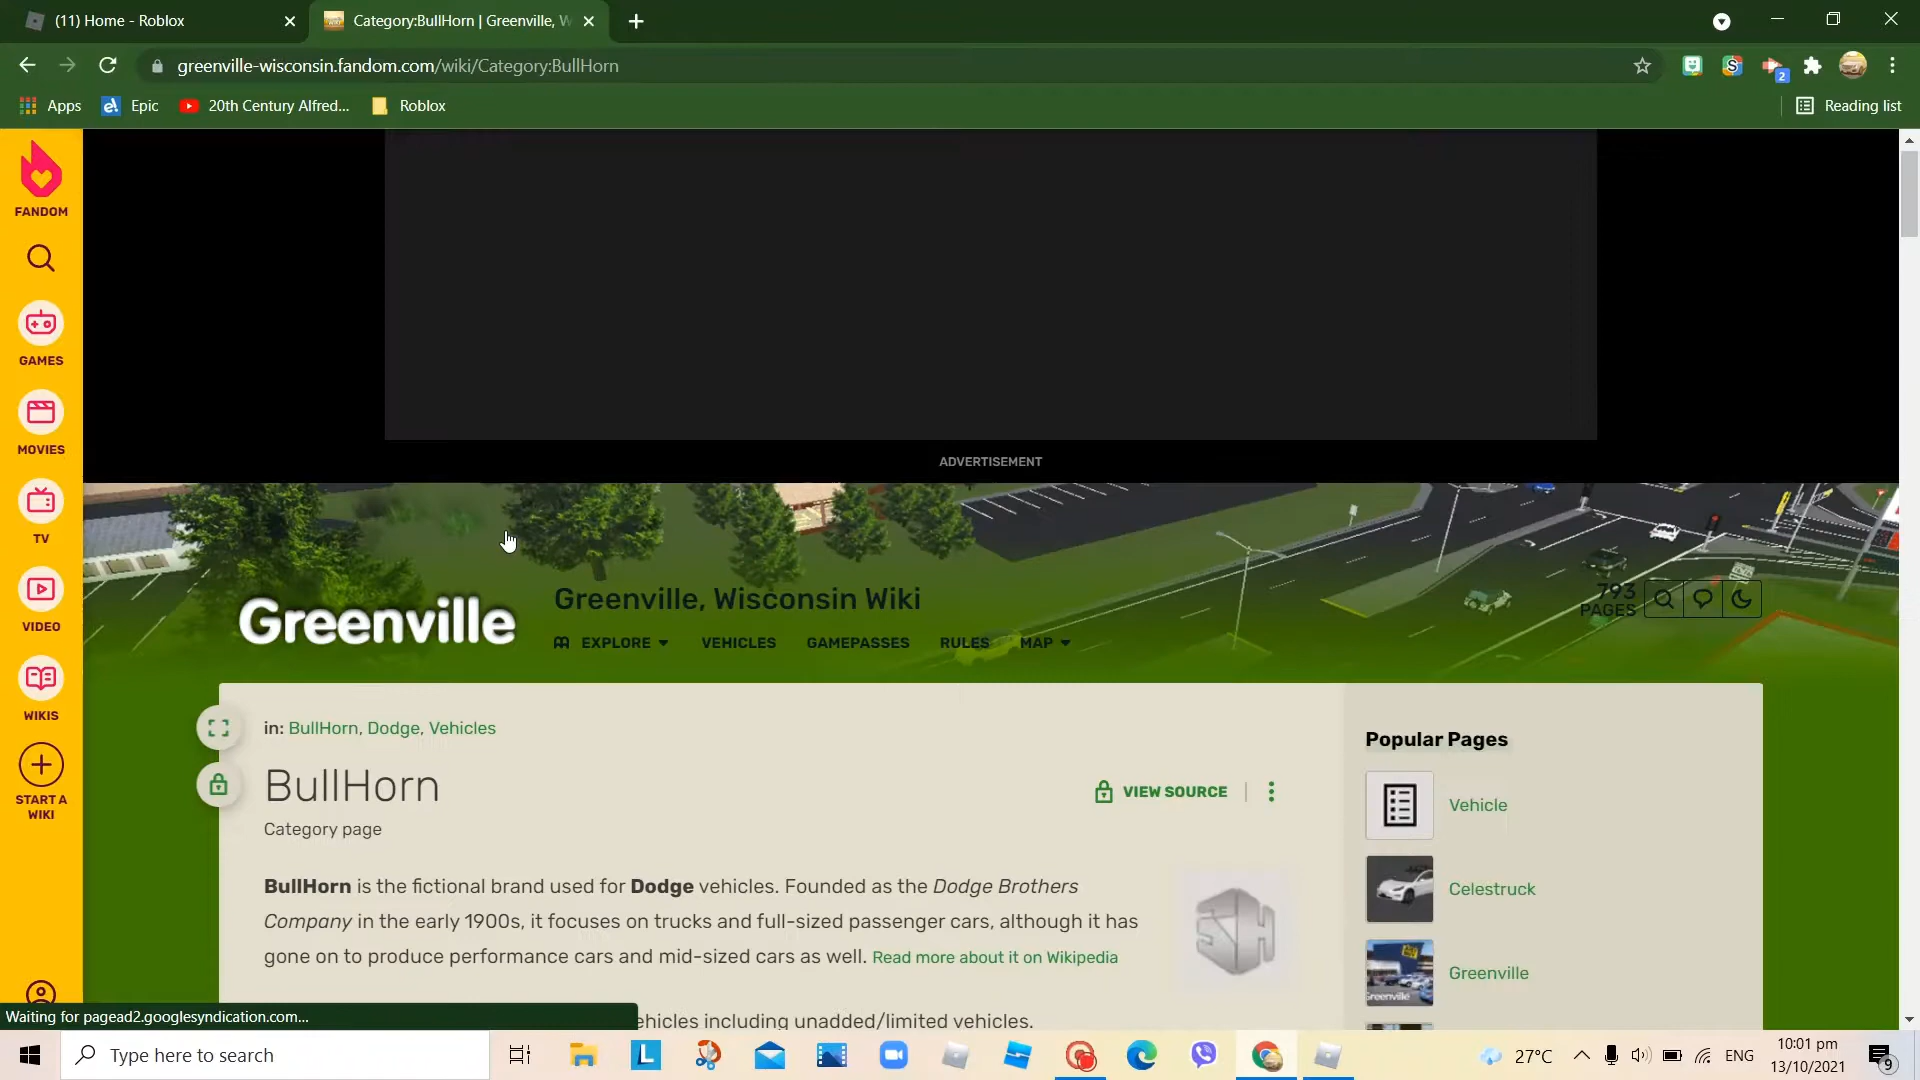 (11) Home - Roblox
Category:BullHorn | Greenville, W
greenville-wisconsin.fandom.com/wiki/Category:BullHorn
2
Apps
Epic
20th Century Alfred...
Roblox
Reading list
FANDOM
GAMES
MOVIES
TV
VIDEO
WIKIS
START A
WIKI
ADVERTISEMENT
Greenville
Greenville, Wisconsin Wiki
793
PAGES
EXPLORE
VEHICLES
GAMEPASSES
RULES
MAP
in: BullHorn, Dodge, Vehicles
BullHorn
VIEW SOURCE
Category page
BullHorn is the fictional brand used for Dodge vehicles. Founded as the Dodge Brothers
Company in the early 1900s, it focuses on trucks and full-sized passenger cars, although it has
gone on to produce performance cars and mid-sized cars as well. Read more about it on Wikipedia
ehicles including unadded/limited vehicles.
Popular Pages
Vehicle
Celestruck
Greenville
Waiting for pagead2.googlesyndication.com...
Type here to search
27°C
ENG
10:01 pm
13/10/2021
9